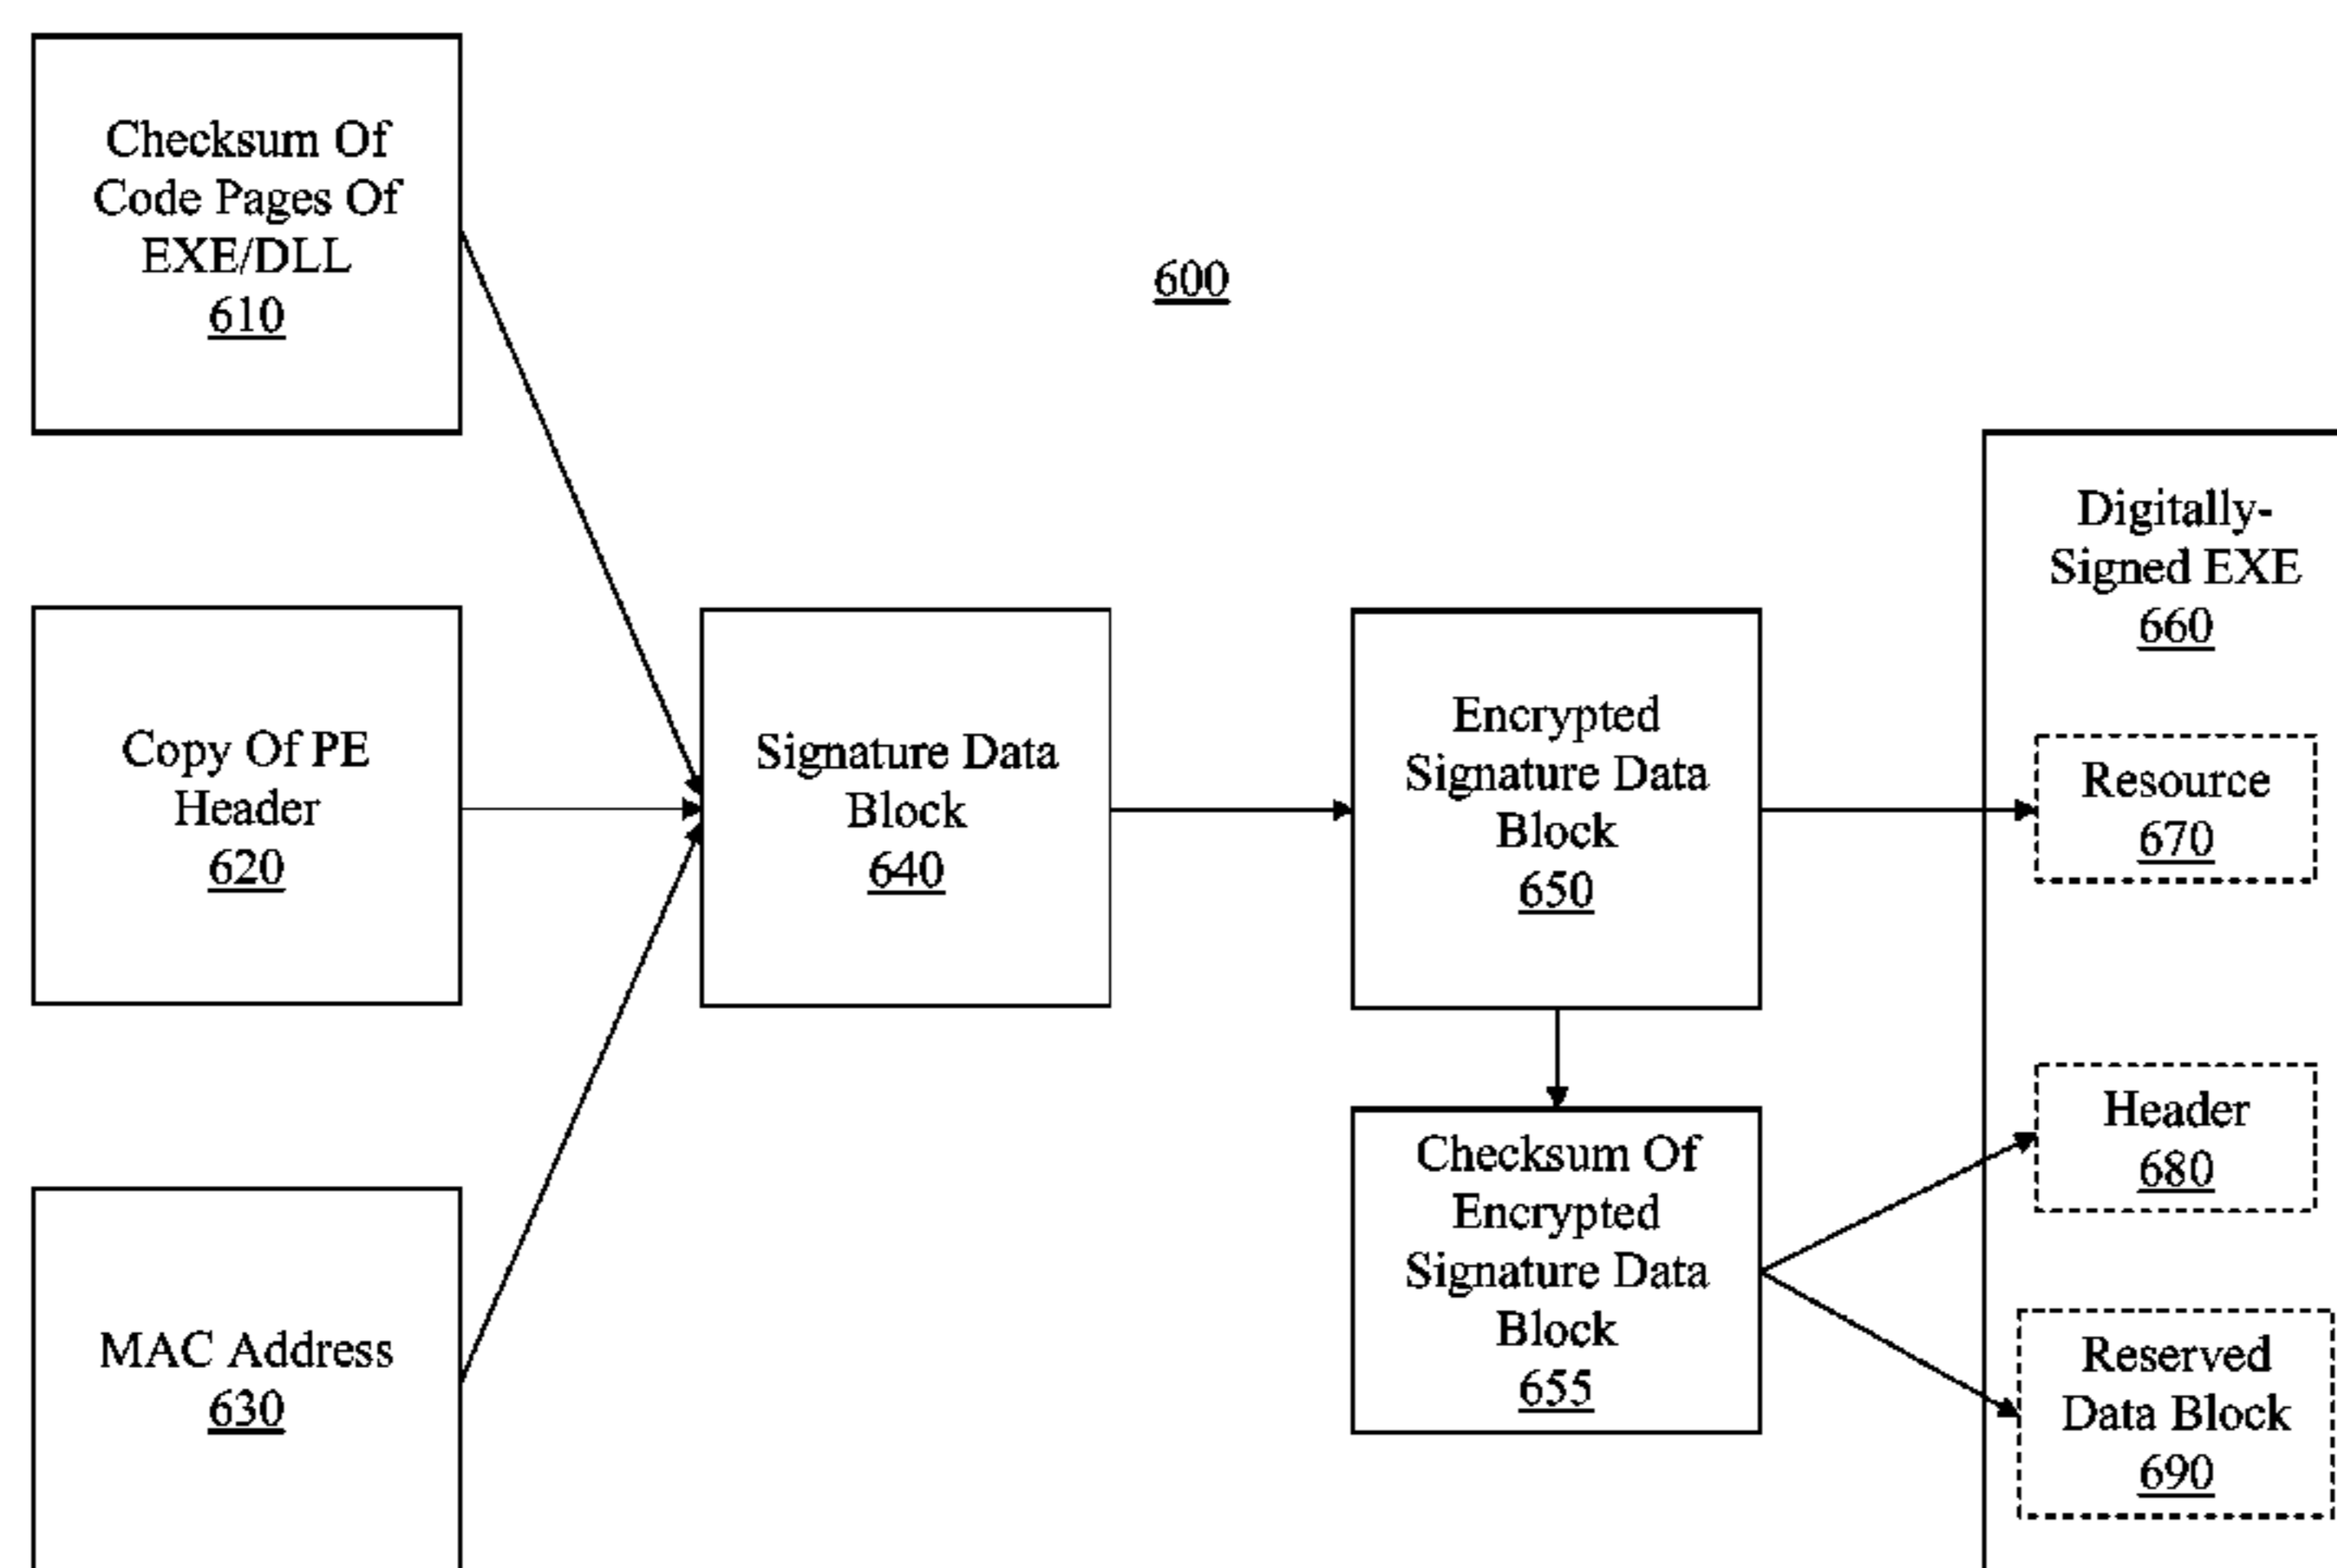 Checksum Of
Code Pages Of
EXE/DLL
610
600
Copy Of PE
Header
620
MAC Address
630
Signature Data
Block
640
Encrypted
Signature Data
Block
650
Checksum Of
Encrypted
Signature Data
Block
655
Digitally-
Signed EXE
660
Resource
670
Header
680
Reserved
Data Block
690